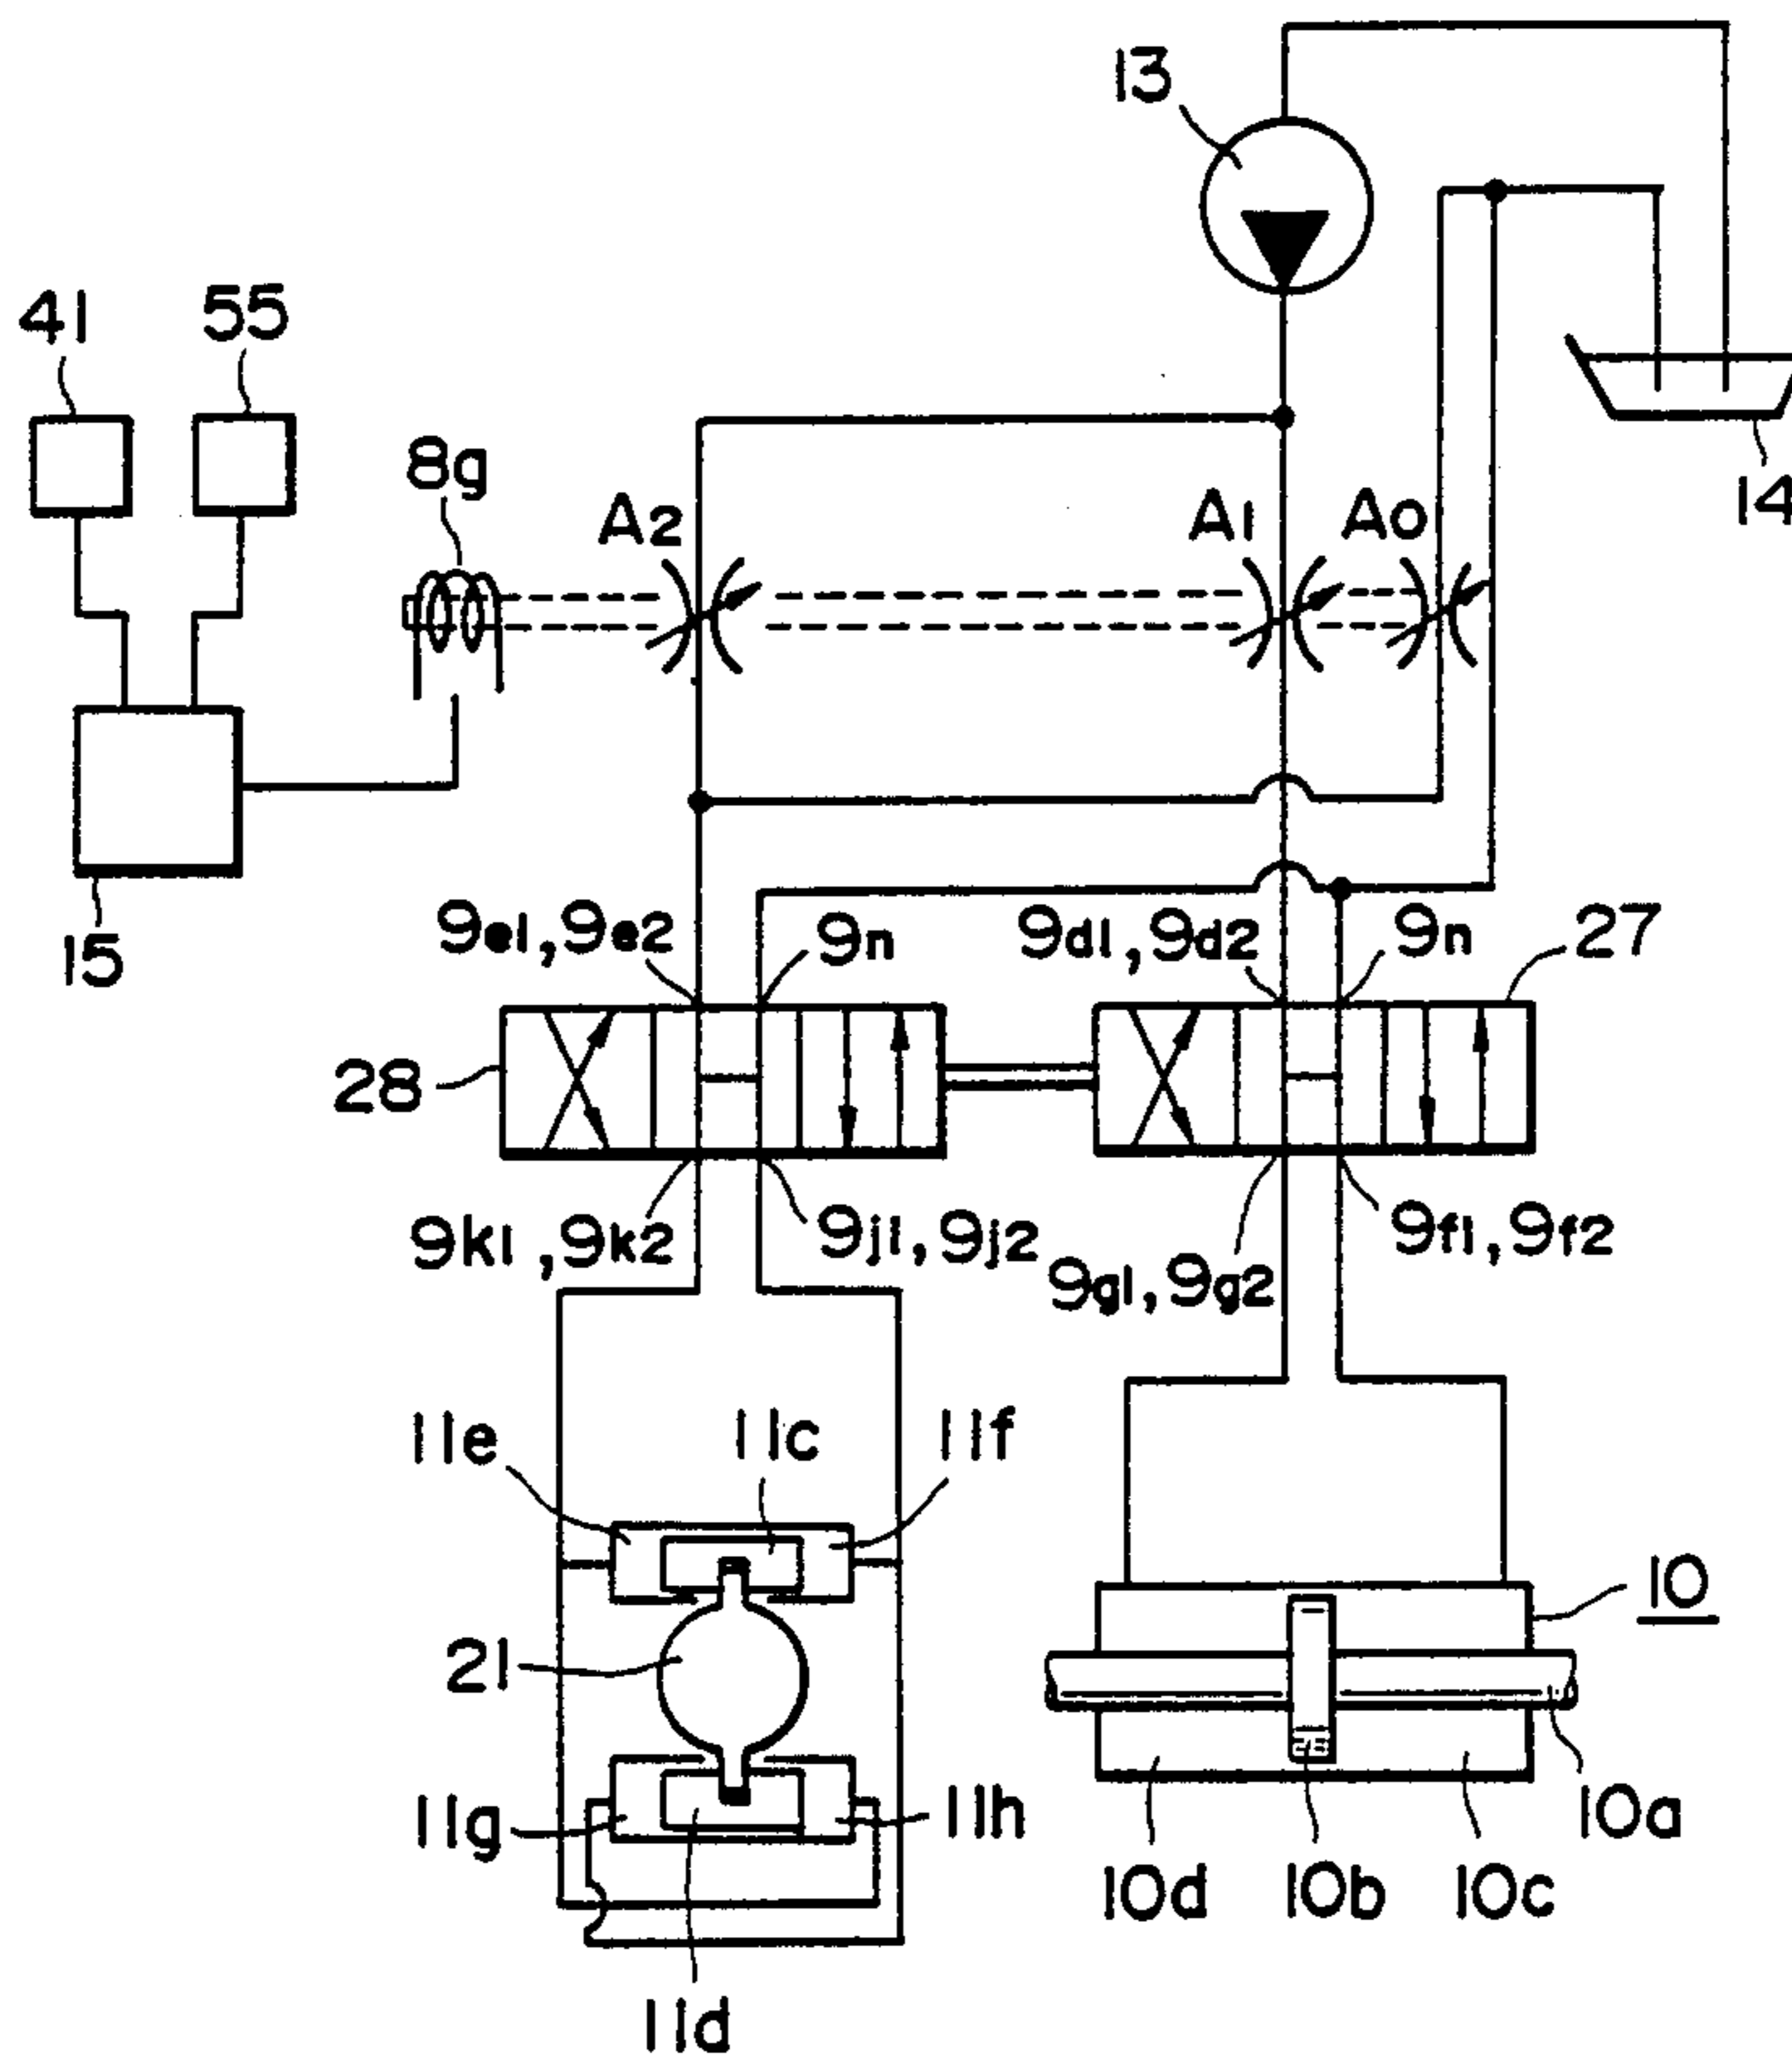 13
41
55
8g
A2
A1
A0
14
15
9e1, 9e2
9n
9d1, 9d2
9n
27
28
9k1, 9k2
9j1, 9j2
9g1, 9g2
9f1, 9f2
11e
11c
11f
10
21
11g
11h
10a
10d
10b
10c
11d